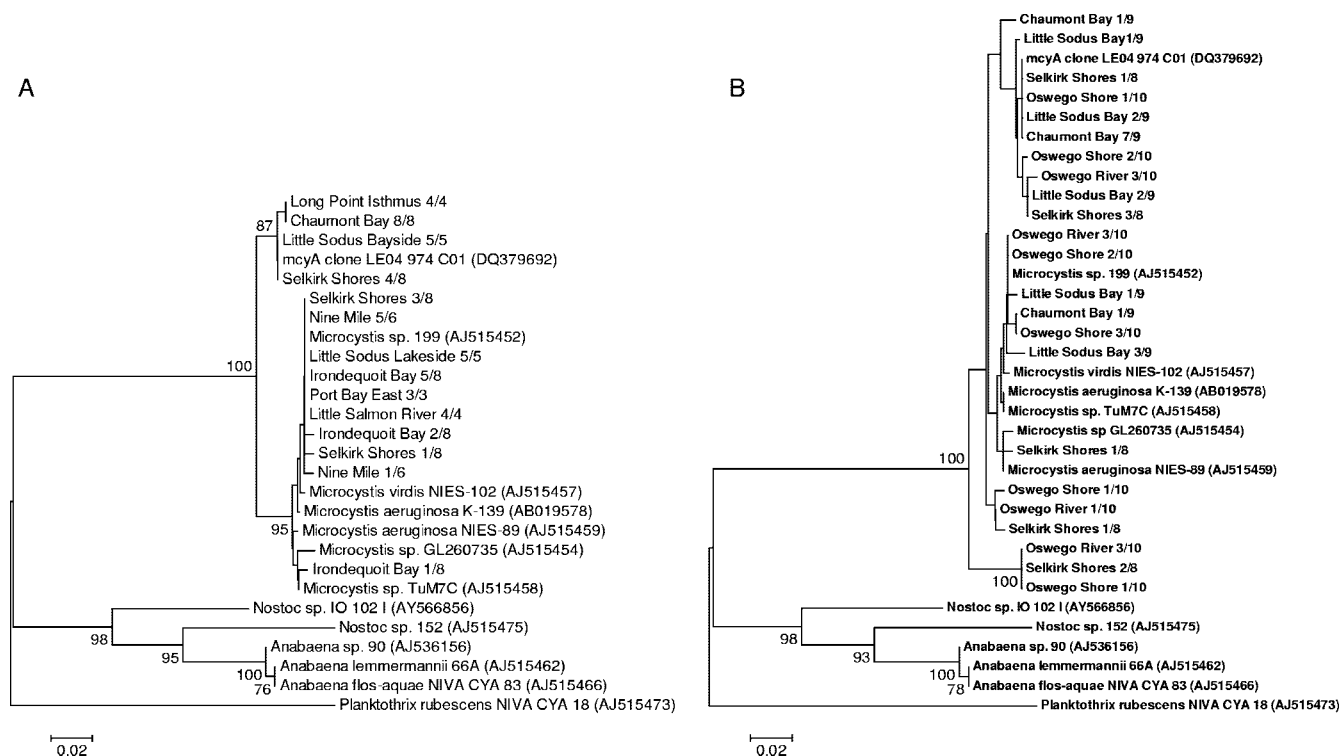 A
Long Point Isthmus 4/4
Chaumont Bay 8/8
87
Little Sodus Bayside 5/5
mcyA clone LE04 974 C01 (DQ379692)
Selkirk Shores 4/8
Selkirk Shores 3/8
Nine Mile 5/6
Microcystis sp. 199 (AJ515452)
Little Sodus Lakeside 5/5
100
Irondequoit Bay 5/8
Port Bay East 3/3
Little Salmon River 4/4
Irondequoit Bay 2/8
Selkirk Shores 1/8
Nine Mile 1/6
Microcystis virdis NIES-102 (AJ515457)
Microcystis aeruginosa K-139 (AB019578)
95
Microcystis aeruginosa NIES-89 (AJ515459)
Microcystis sp. GL260735 (AJ515454)
Irondequoit Bay 1/8
Microcystis sp. TuM7C (AJ515458)
Nostoc sp. IO 102 I (AY566856)
98
Nostoc sp. 152 (AJ515475)
95
Anabaena sp. 90 (AJ536156)
Anabaena lemmermannii 66A (AJ515462)
100
76
Anabaena flos-aquae NIVA CYA 83 (AJ515466)
Planktothrix rubescens NIVA CYA 18 (AJ515473)
0.02
B
Chaumont Bay 1/9
Little Sodus Bay1/9
mcyA clone LE04 974 C01 (DQ379692)
Selkirk Shores 1/8
Oswego Shore 1/10
Little Sodus Bay 2/9
Chaumont Bay 7/9
Oswego Shore 2/10
Oswego River 3/10
Little Sodus Bay 2/9
Selkirk Shores 3/8
Oswego River 3/10
Oswego Shore 2/10
Microcystis sp. 199 (AJ515452)
Little Sodus Bay 1/9
Chaumont Bay 1/9
Oswego Shore 3/10
Little Sodus Bay 3/9
Microcystis virdis NIES-102 (AJ515457)
Microcystis aeruginosa K-139 (AB019578)
Microcystis sp. TuM7C (AJ515458)
Microcystis sp GL260735 (AJ515454)
Selkirk Shores 1/8
100
Microcystis aeruginosa NIES-89 (AJ515459)
Oswego Shore 1/10
Oswego River 1/10
Selkirk Shores 1/8
Oswego River 3/10
Selkirk Shores 2/8
100
Oswego Shore 1/10
Nostoc sp. IO 102 I (AY566856)
98
Nostoc sp. 152 (AJ515475)
93
Anabaena sp. 90 (AJ536156)
Anabaena lemmermannii 66A (AJ515462)
100
78
Anabaena flos-aquae NIVA CYA 83 (AJ515466)
Planktothrix rubescens NIVA CYA 18 (AJ515473)
0.02